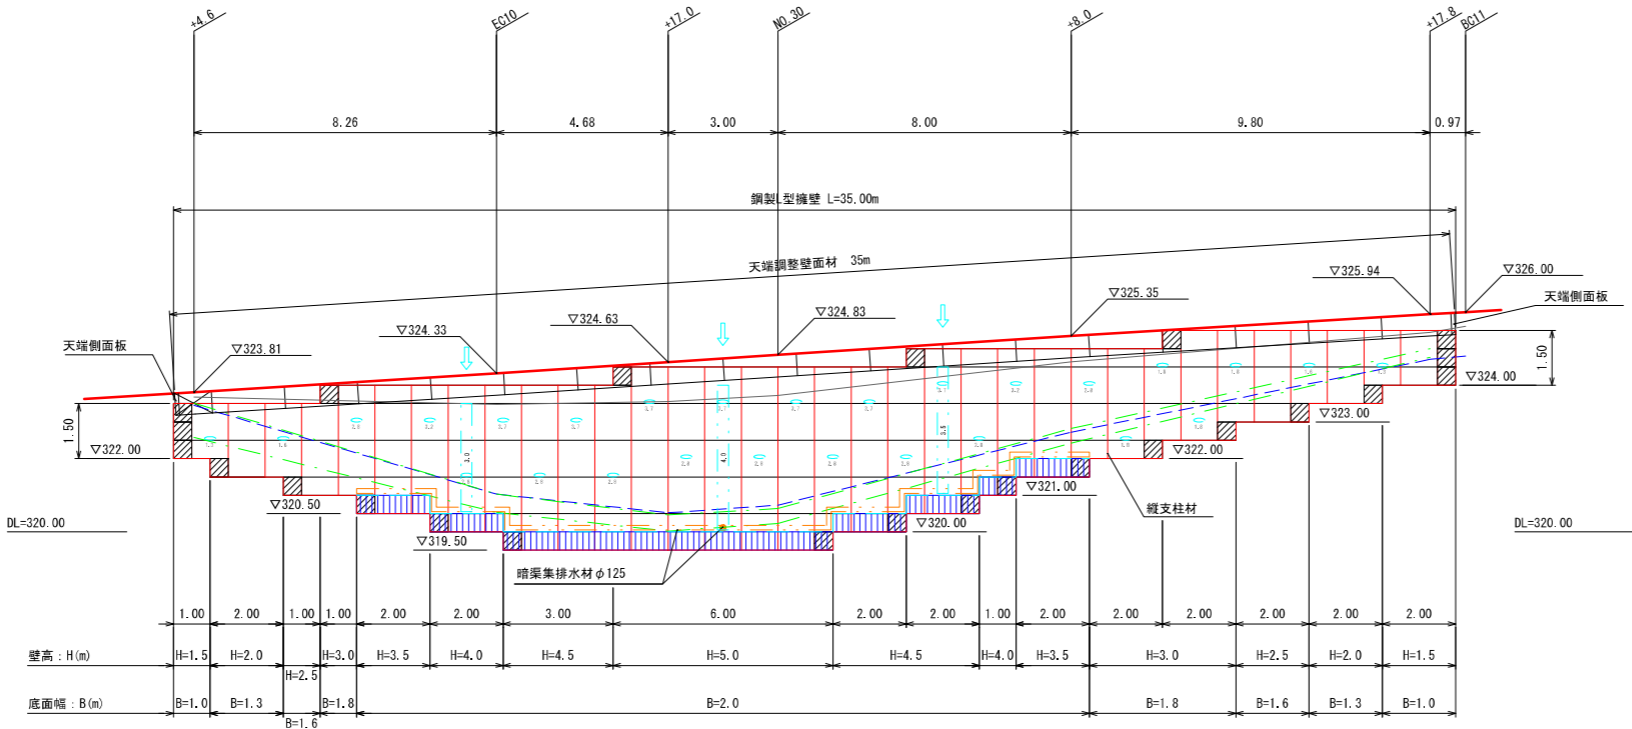 +4.6 EC10 +17.0 NO.30 +8.0 +17.8 BC11
8.26 4.68 3.00 8.00 9.80 0.97
鋼製L型擁壁 L=35.00m
天端調整壁面材 35m
▽325.94 ▽326.00
天端側面板
▽325.35
▽324.83
▽324.63
▽324.33
天端側面板
▽323.81
1.50
▽324.00
1.50
▽323.00
▽322.00
▽322.00
▽321.00
縦支柱材
▽320.50
▽320.00
DL=320.00
DL=320.00
▽319.50
暗渠集排水材φ125
3.0 4.0 3.5
1.00 2.00 1.00 1.00 2.00 2.00 3.00 6.00 2.00 2.00 1.00 2.00 2.00 2.00 2.00 2.00 2.00
壁高：H(m) H=1.5 H=2.0 H=2.5 H=3.0 H=3.5 H=4.0 H=4.5 H=5.0 H=4.5 H=4.0 H=3.5 H=3.0 H=2.5 H=2.0 H=1.5
底面幅：B(m) B=1.0 B=1.3 B=1.6 B=1.8 B=2.0 B=1.8 B=1.6 B=1.3 B=1.0